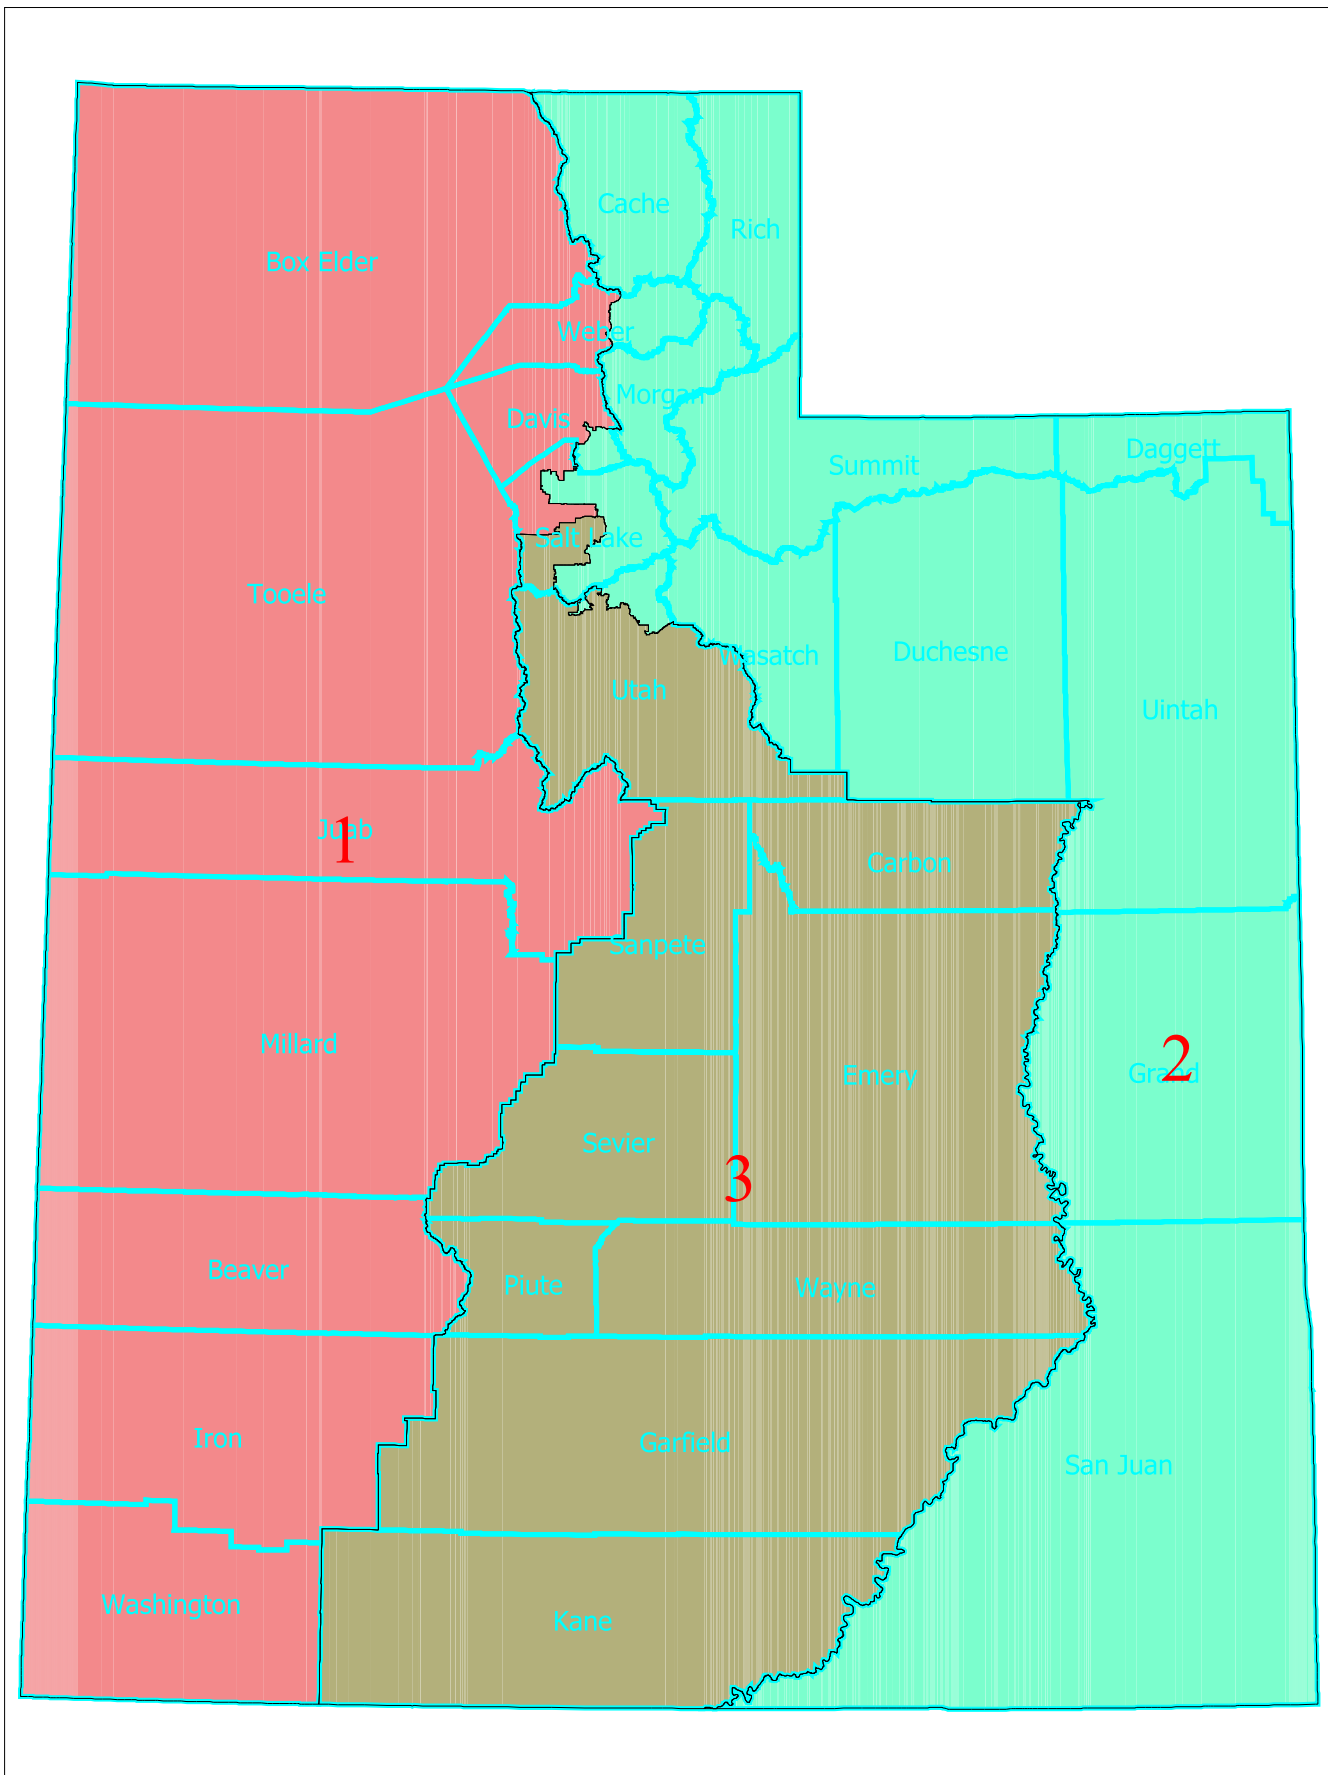 Cache
Rich
Box Elder
Weber
Morgan
Davis
Daggett
Summit
Salt Lake
Tooele
Wasatch
Duchesne
Utah
Uintah
Juab
1
Carbon
Sanpete
Millard
Emery
Grand
2
Sevier
3
Beaver
Piute
Wayne
Iron
Garfield
San Juan
Washington
Kane